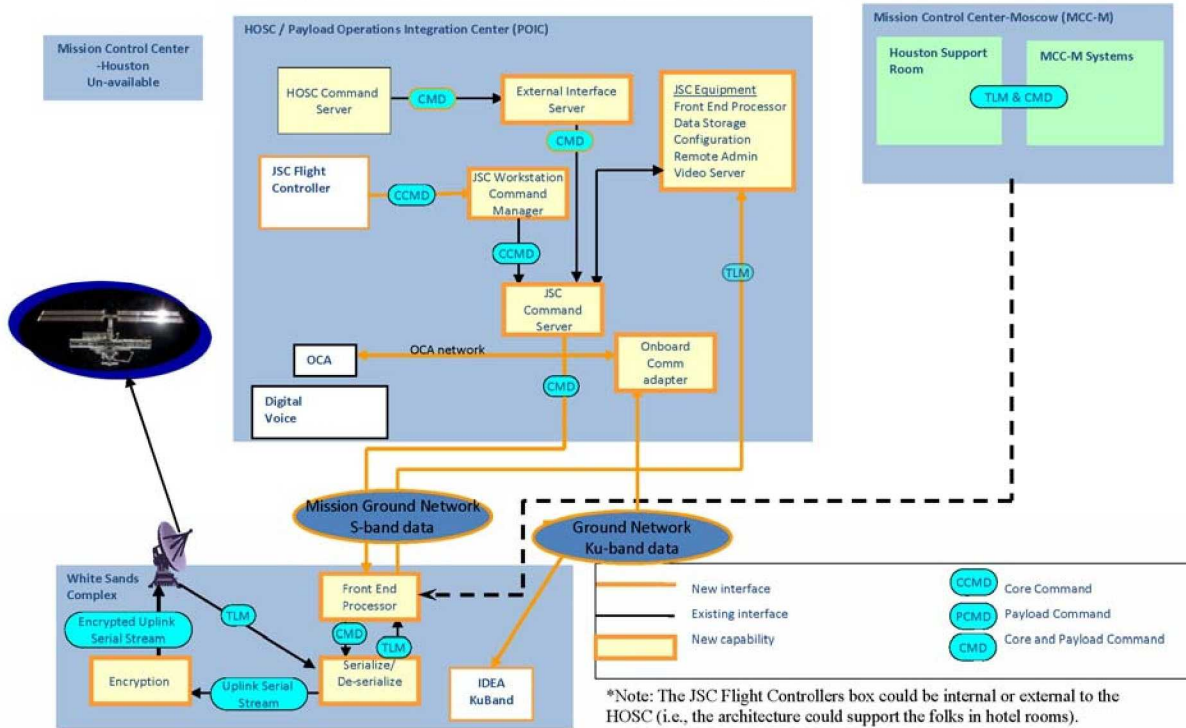 Mission Control Center
-Houston
Un-available
HOSC / Payload Operations Integration Center (POIC)
HOSC Command
Server
CMD
External Interface
Server
CMD
JSC Equipment
Front End Processor
Data Storage
Configuration
Remote Admin
Video Server
JSC Flight
Controller
CCMD
JSC Workstation
Command
Manager
CCMD
TLM
JSC
Command
Server
OCA
OCA network
Onboard
Comm
adapter
CMD
Digital
Voice
Mission Control Center-Moscow (MCC-M)
Houston Support
Room
MCC-M Systems
TLM & CMD
Mission Ground Network
S-band data
Ground Network
Ku-band data
White Sands
Complex
Front End
Processor
Encrypted Uplink
Serial Stream
TLM
CMD
TLM
Encryption
Uplink Serial
Stream
Serialize/
De-serialize
IDEA
KuBand
New interface
Existing interface
New capability
CCMD
Core Command
PCMD
Payload Command
CMD
Core and Payload Command
*Note: The JSC Flight Controllers box could be internal or external to the
HOSC (i.e., the architecture could support the folks in hotel rooms).